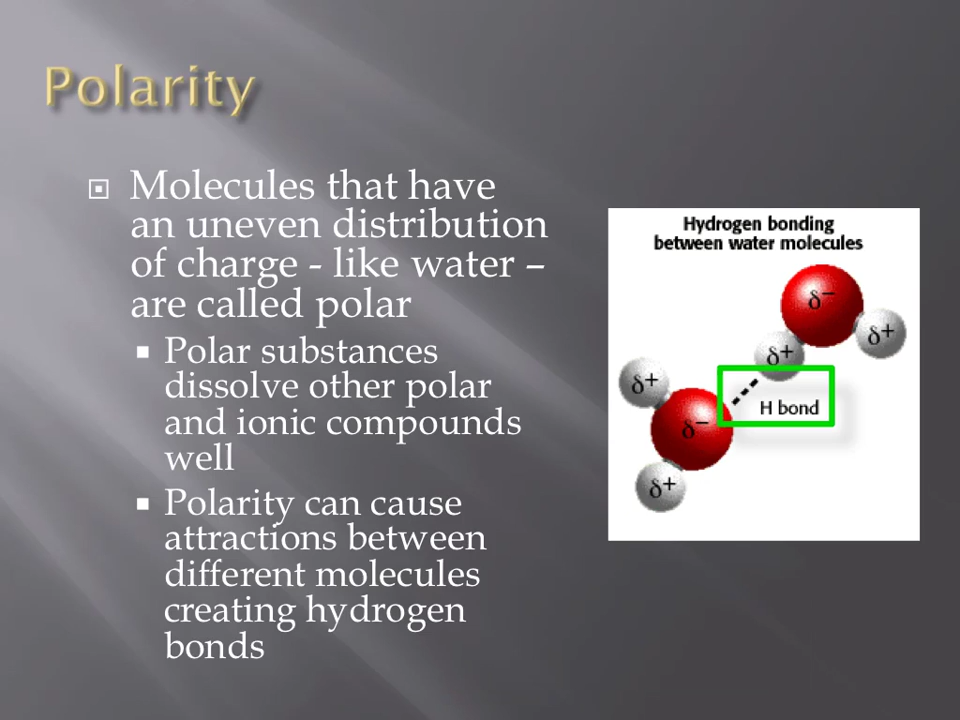 Polarity
Molecules that have
an uneven distribution
of charge - like water –
are called polar
Polar substances
dissolve other polar
and ionic compounds
well
Polarity can cause
attractions between
different molecules
creating hydrogen
bonds
Hydrogen bonding
between water molecules
δ−
δ+
δ+
δ+
H bond
δ−
δ+